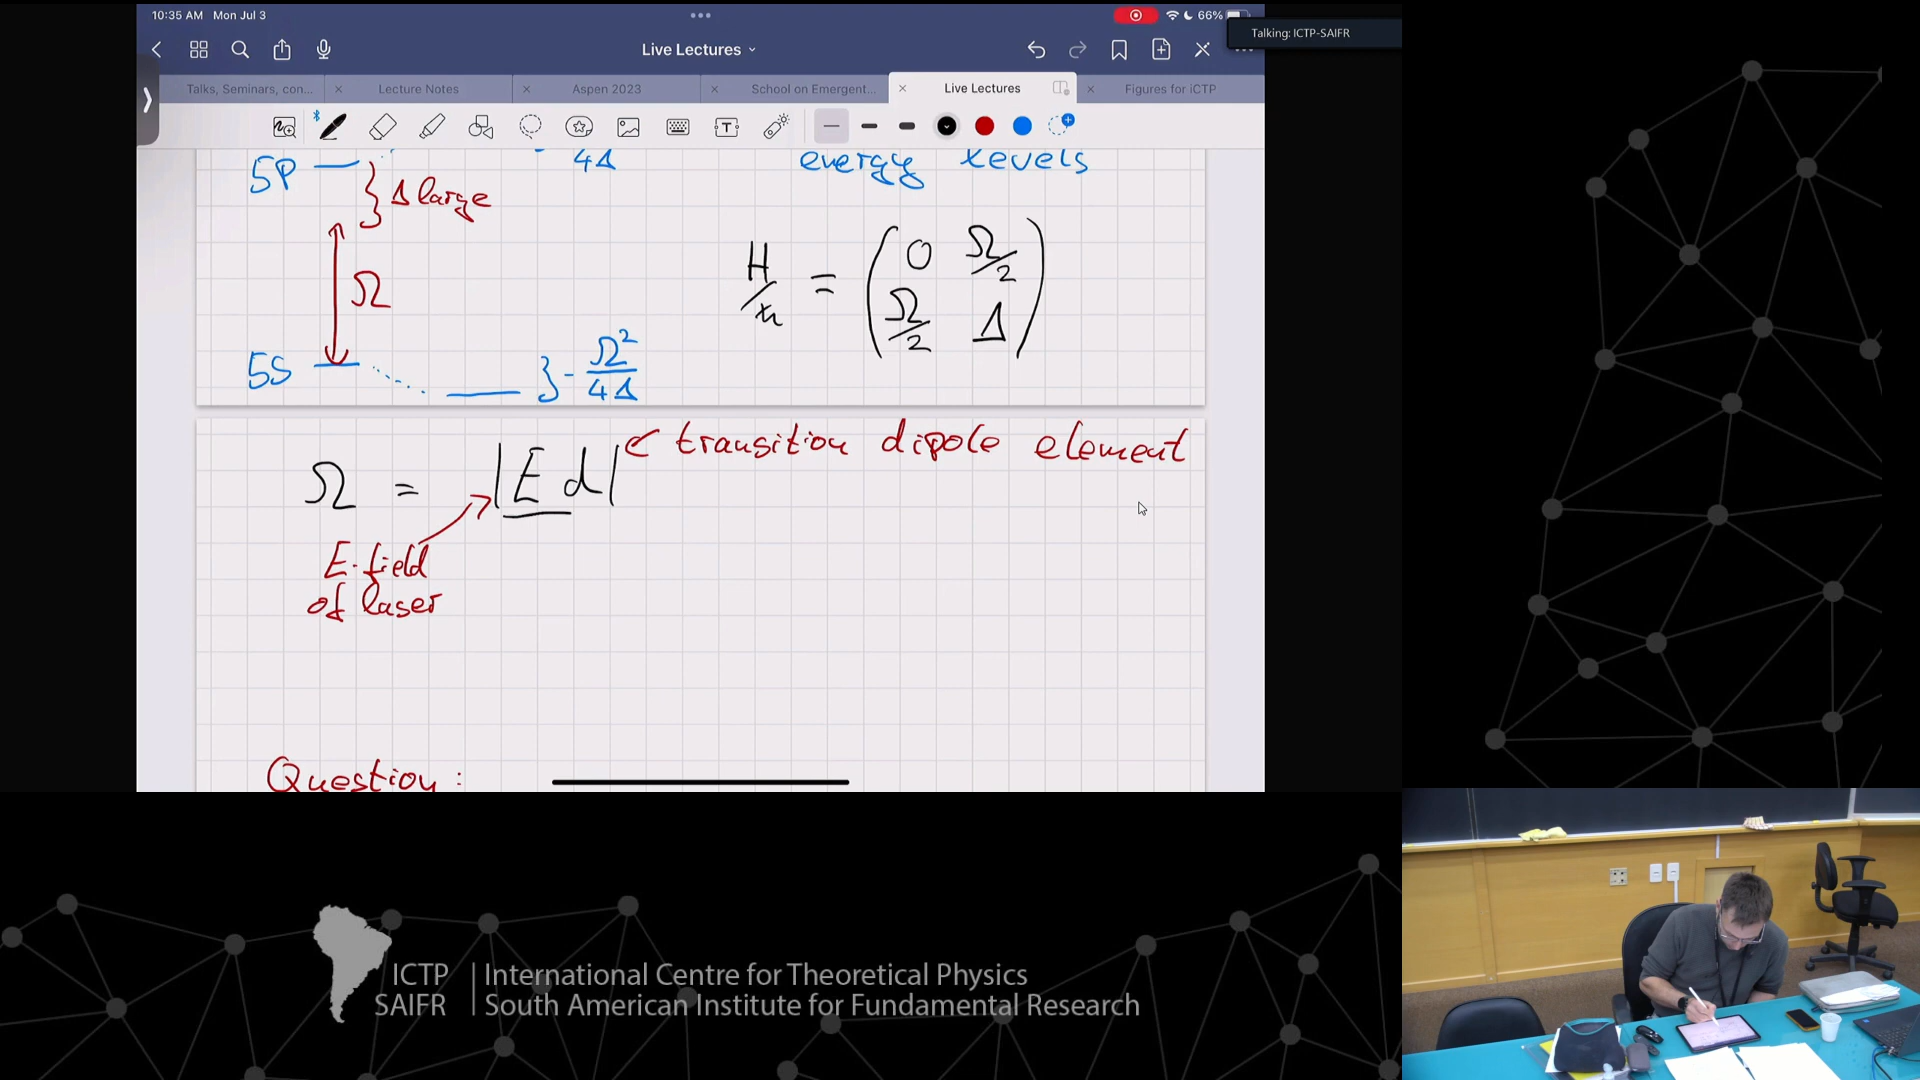 10:35 AM Mon Jul 3
66%
Talking: ICTP-SAIFR
Live Lectures
Talks, Seminars, con...
Lecture Notes
Aspen 2023
School on Emergent...
Live Lectures
Figures for iCTP
5P
4Δ
energy levels
Δ large
Ω
H/ħ = (0 Ω/2
Ω/2 Δ)
5S
} - Ω²/4Δ
Ω = |E d| ← transition dipole element
E-field
of laser
Question:
ICTP | International Centre for Theoretical Physics
SAIFR | South American Institute for Fundamental Research